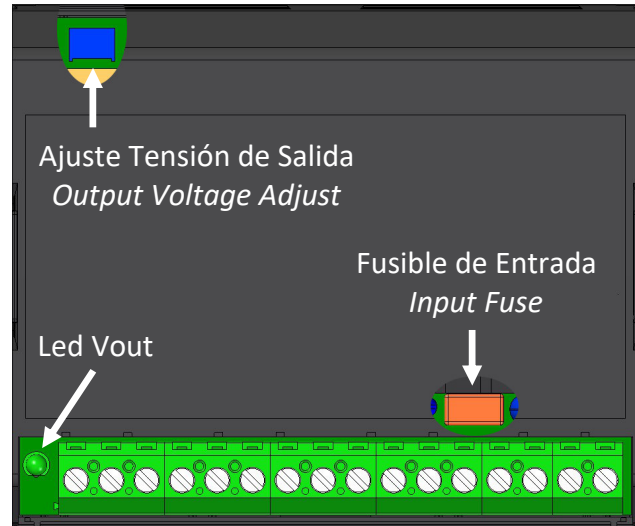 Ajuste Tensión de Salida
Output Voltage Adjust
Fusible de Entrada
Input Fuse
Led Vout